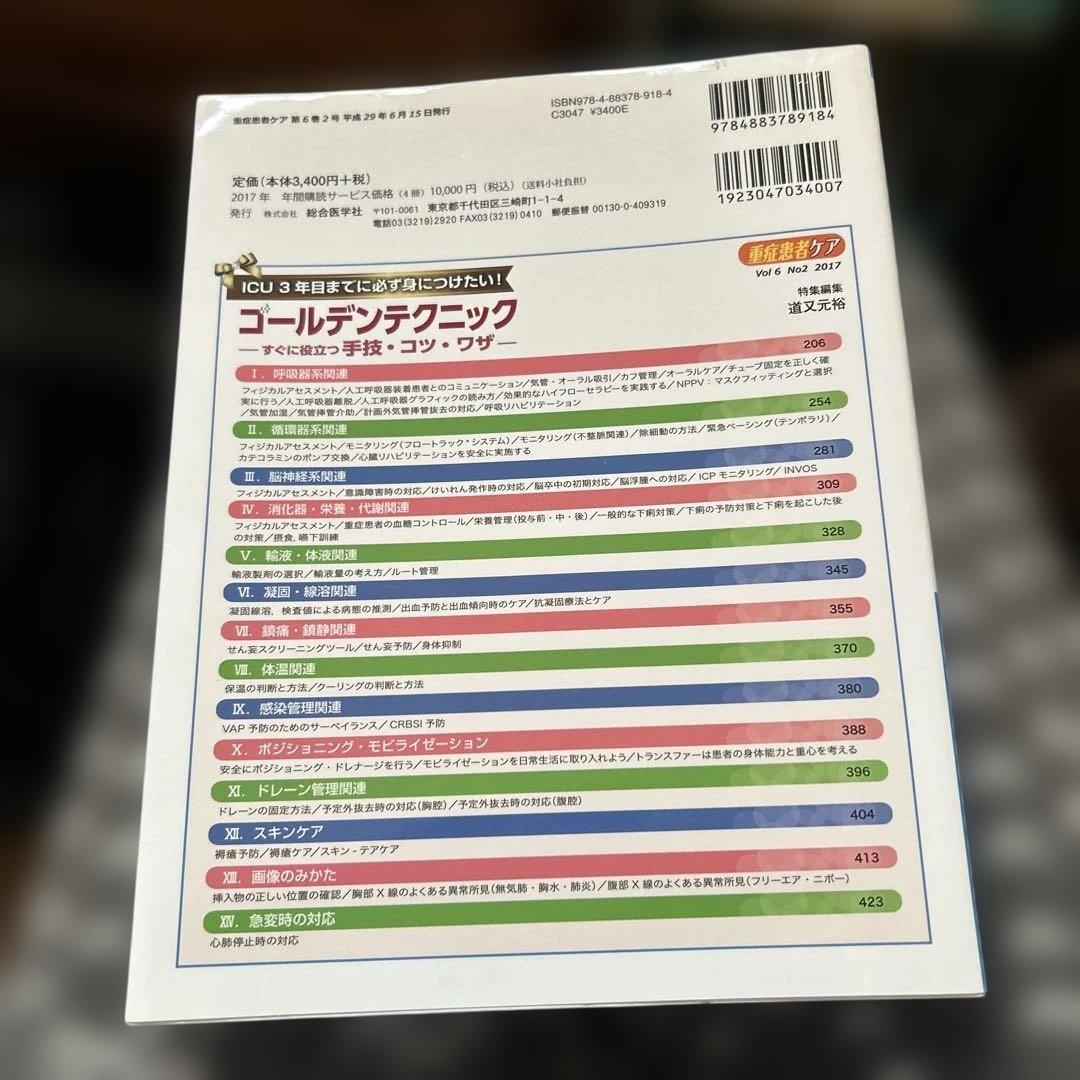 重症患者ケア 第6巻2号 平成29年6月15日発行
ISBN978-4-88378-918-4
C3047 ¥3400E
9784883789184
1923047034007
定価(本体3,400円+税)
2017年 年間購読サービス価格(4冊)10,000円(税込)(送料小社負担)
発行 株式会社 総合医学社 〒101-0061 東京都千代田区三崎町1-1-4
電話03(3219)2920 FAX03(3219)0410 郵便振替 00130-0-409319
重症患者ケア
Vol 6 No2 2017
特集編集
道又元裕
ICU 3年目までに必ず身につけたい!
ゴールデンテクニック
―すぐに役立つ手技・コツ・ワザ―
Ⅰ. 呼吸器系関連 206
フィジカルアセスメント/人工呼吸器装着患者とのコミュニケーション/気管・オーラル吸引/カフ管理/オーラルケア/チューブ固定を正しく確
実に行う/人工呼吸器離脱/人工呼吸器グラフィックの読み方/効果的なハイフローセラピーを実践する/NPPV:マスクフィッティングと選択
/気管加湿/気管挿管介助/計画外気管挿管抜去の対応/呼吸リハビリテーション
Ⅱ. 循環器系関連 254
フィジカルアセスメント/モニタリング(フロートラック®システム)/モニタリング(不整脈関連)/除細動の方法/緊急ペーシング(テンポラリ)/
カテコラミンのポンプ交換/心臓リハビリテーションを安全に実施する
Ⅲ. 脳神経系関連 281
フィジカルアセスメント/意識障害時の対応/けいれん発作時の対応/脳卒中の初期対応/脳浮腫への対応/ICPモニタリング/INVOS
Ⅳ. 消化器・栄養・代謝関連 309
フィジカルアセスメント/重症患者の血糖コントロール/栄養管理(投与前・中・後)/一般的な下痢対策/下痢の予防対策と下痢を起こした後
の対策/摂食,嚥下訓練
Ⅴ. 輸液・体液関連 328
輸液製剤の選択/輸液量の考え方/ルート管理
Ⅵ. 凝固・線溶関連 345
凝固線溶,検査値による病態の推測/出血予防と出血傾向時のケア/抗凝固療法とケア
Ⅶ. 鎮痛・鎮静関連 355
せん妄スクリーニングツール/せん妄予防/身体抑制
Ⅷ. 体温関連 370
保温の判断と方法/クーリングの判断と方法
Ⅸ. 感染管理関連 380
VAP予防のためのサーベイランス/CRBSI予防
Ⅹ. ポジショニング・モビライゼーション 388
安全にポジショニング・ドレナージを行う/モビライゼーションを日常生活に取り入れよう/トランスファーは患者の身体能力と重心を考える
Ⅺ. ドレーン管理関連 396
ドレーンの固定方法/予定外抜去時の対応(胸腔)/予定外抜去時の対応(腹腔)
Ⅻ. スキンケア 404
褥瘡予防/褥瘡ケア/スキン-テアケア
XIII. 画像のみかた 413
挿入物の正しい位置の確認/胸部X線のよくある異常所見(無気肺・胸水・肺炎)/腹部X線のよくある異常所見(フリーエア・ニボー)
XIV. 急変時の対応 423
心肺停止時の対応